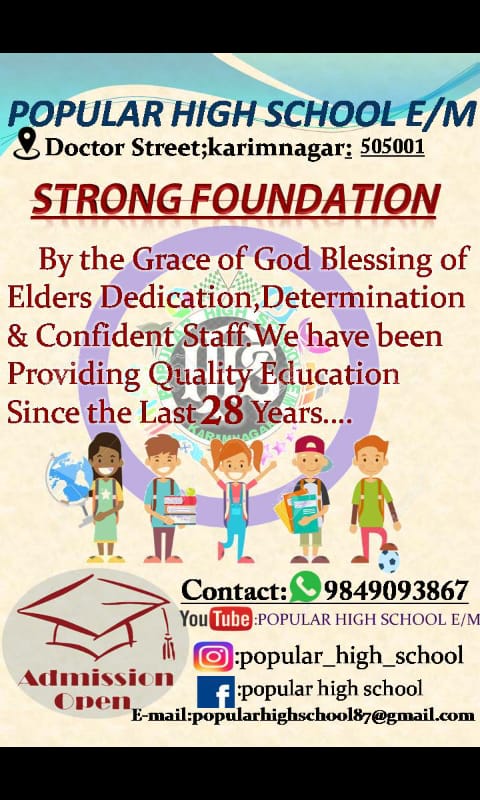 POPULAR HIGH SCHOOL E/M
Doctor Street;karimnagar: 505001
STRONG FOUNDATION
By the Grace of God Blessing of
Elders Dedication,Determination
& Confident Staff.We have been
Providing Quality Education
Since the Last 28 Years....
Contact: 9849093867
YouTube:POPULAR HIGH SCHOOL E/M
:popular_high_school
:popular high school
E-mail:popularhighschool87@gmail.com
Admission
Open
KARIMNAGAR